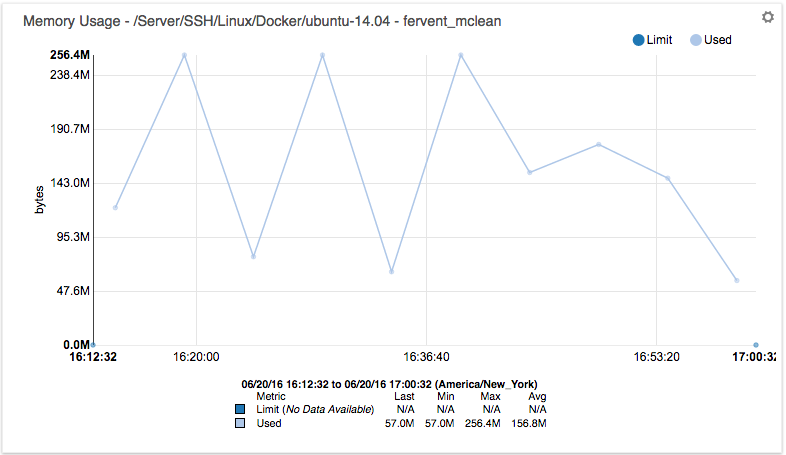 Memory Usage - /Server/SSH/Linux/Docker/ubuntu-14.04 - fervent_mclean
Limit Used
256.4M
238.4M
190.7M
143.0M
95.3M
47.6M
0.0M
bytes
16:12:32 16:20:00 16:36:40 16:53:20 17:00:32
06/20/16 16:12:32 to 06/20/16 17:00:32 (America/New_York)
Metric Last Min Max Avg
Limit (No Data Available) N/A N/A N/A N/A
Used 57.0M 57.0M 256.4M 156.8M